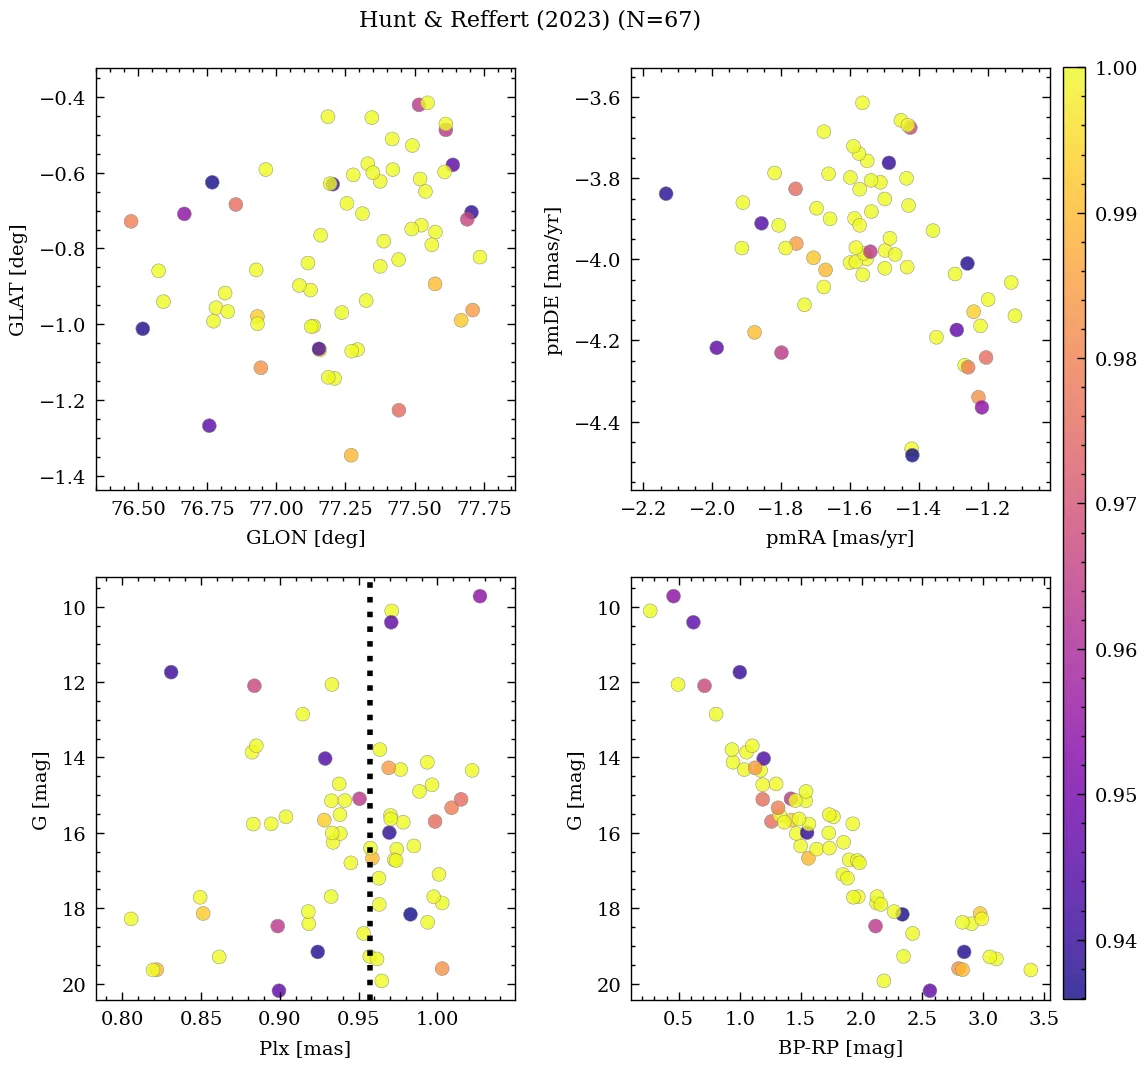 Hunt & Reffert (2023) (N=67)
−0.4
−0.6
−0.8
−1.0
−1.2
−1.4
GLAT [deg]
76.50 76.75 77.00 77.25 77.50 77.75
GLON [deg]
−3.6
−3.8
−4.0
−4.2
−4.4
pmDE [mas/yr]
−2.2 −2.0 −1.8 −1.6 −1.4 −1.2
pmRA [mas/yr]
10
12
14
16
18
20
G [mag]
0.80 0.85 0.90 0.95 1.00
Plx [mas]
10
12
14
16
18
20
G [mag]
0.5 1.0 1.5 2.0 2.5 3.0 3.5
BP-RP [mag]
1.00
0.99
0.98
0.97
0.96
0.95
0.94